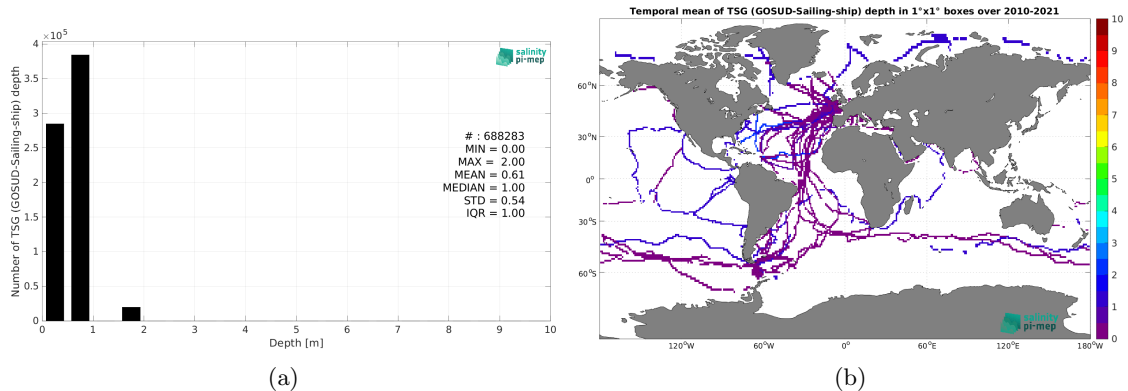 ×10^5
4
3.5
3
2.5
2
1.5
1
0.5
0
0 1 2 3 4 5 6 7 8 9 10
Number of TSG (GOSUD-Sailing-ship) depth
Depth [m]
salinity
pi-mep
# : 688283
MIN = 0.00
MAX = 2.00
MEAN = 0.61
MEDIAN = 1.00
STD = 0.54
IQR = 1.00
(a)
Temporal mean of TSG (GOSUD-Sailing-ship) depth in 1°x1° boxes over 2010-2021
60°N
30°N
0°
30°S
60°S
120°W 60°W 0° 60°E 120°E 180°W
salinity
pi-mep
10
9
8
7
6
5
4
3
2
1
0
(b)